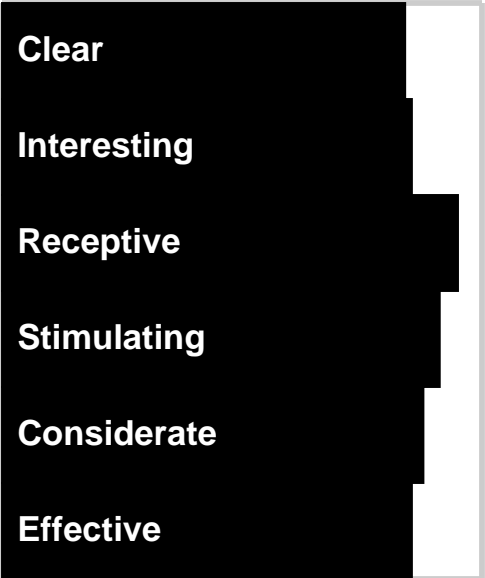 Clear
Interesting
Receptive
Stimulating
Considerate
Effective